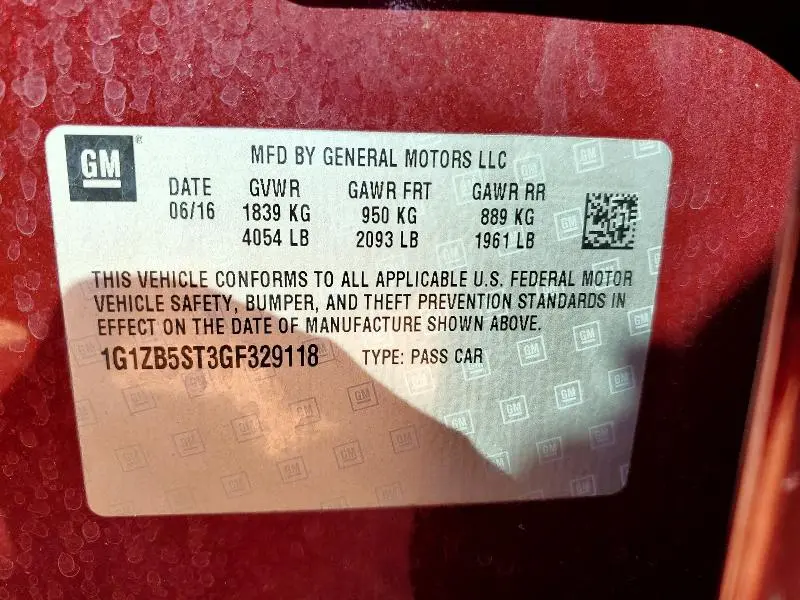 GM
MFD BY GENERAL MOTORS LLC
DATE GVWR GAWR FRT GAWR RR
06/16 1839 KG 950 KG 889 KG
4054 LB 2093 LB 1961 LB
THIS VEHICLE CONFORMS TO ALL APPLICABLE U.S. FEDERAL MOTOR
VEHICLE SAFETY, BUMPER, AND THEFT PREVENTION STANDARDS IN
EFFECT ON THE DATE OF MANUFACTURE SHOWN ABOVE.
1G1ZB5ST3GF329118 TYPE: PASS CAR